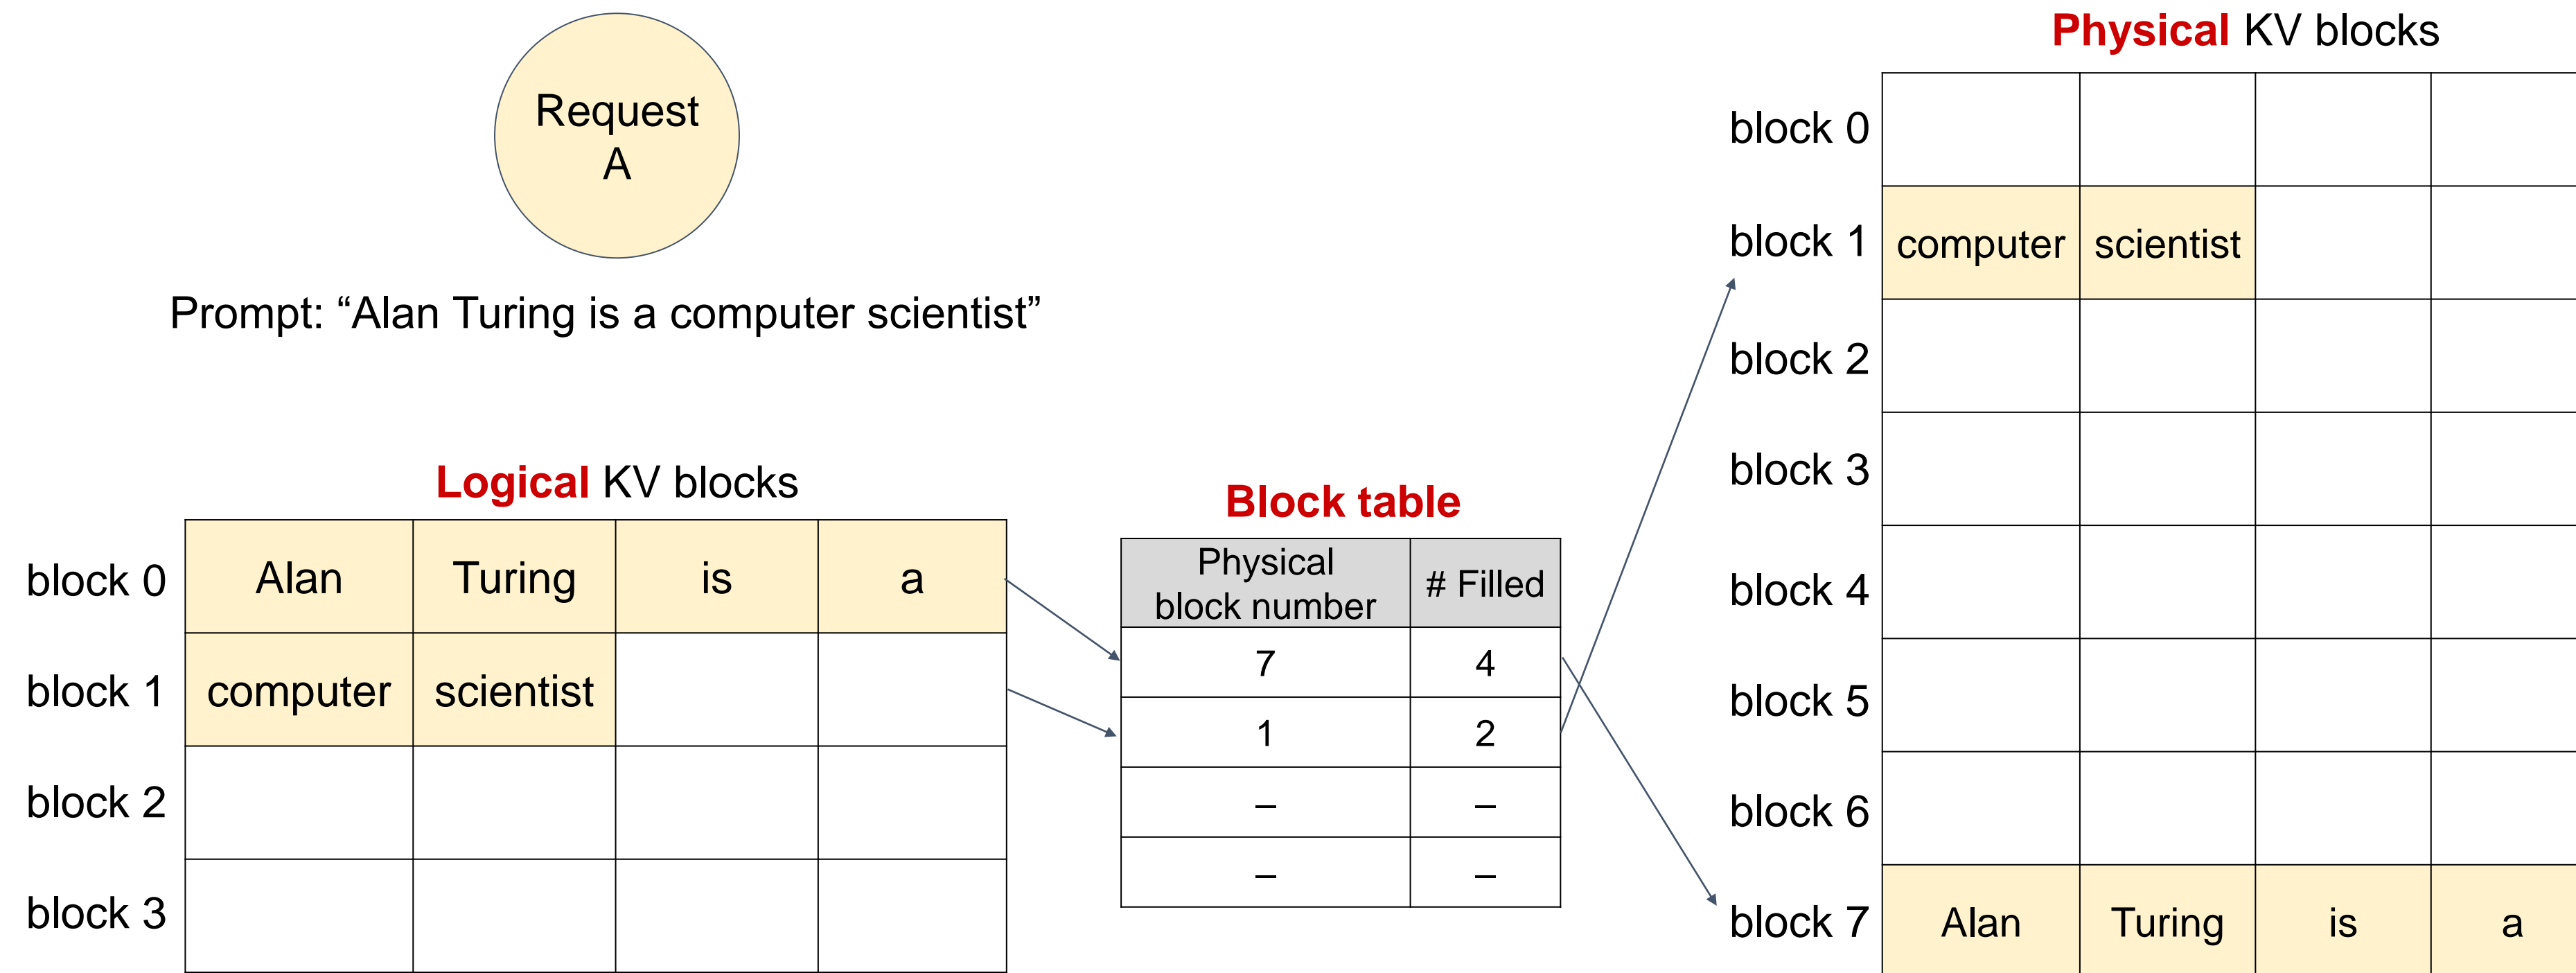 Request
A
Prompt: “Alan Turing is a computer scientist”
Logical KV blocks
block 0 Alan Turing is a
block 1 computer scientist
block 2
block 3
Block table
Physical
block number # Filled
7 4
1 2
– –
– –
Physical KV blocks
block 0
block 1 computer scientist
block 2
block 3
block 4
block 5
block 6
block 7 Alan Turing is a